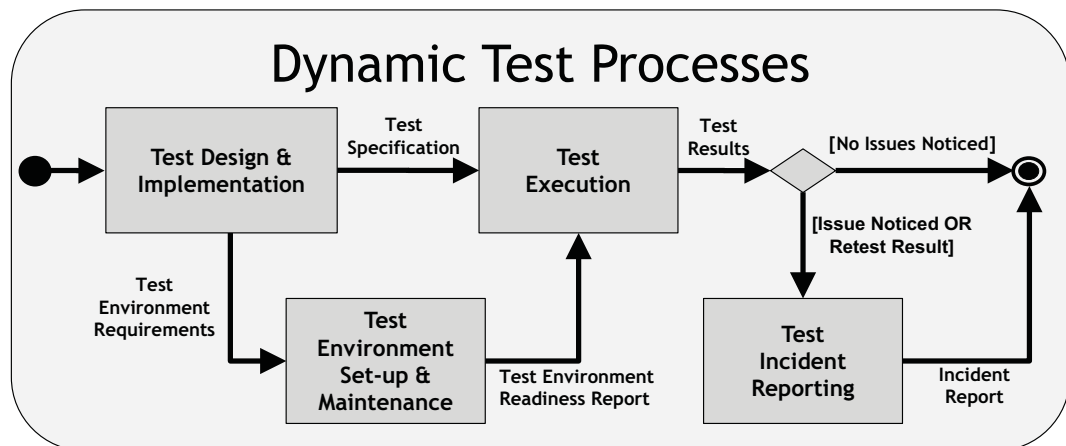 Dynamic Test Processes
Test Design &
Implementation
Test
Specification
Test
Execution
Test
Results
[No Issues Noticed]
[Issue Noticed OR
Retest Result]
Test
Environment
Requirements
Test
Environment
Set-up &
Maintenance
Test Environment
Readiness Report
Test
Incident
Reporting
Incident
Report